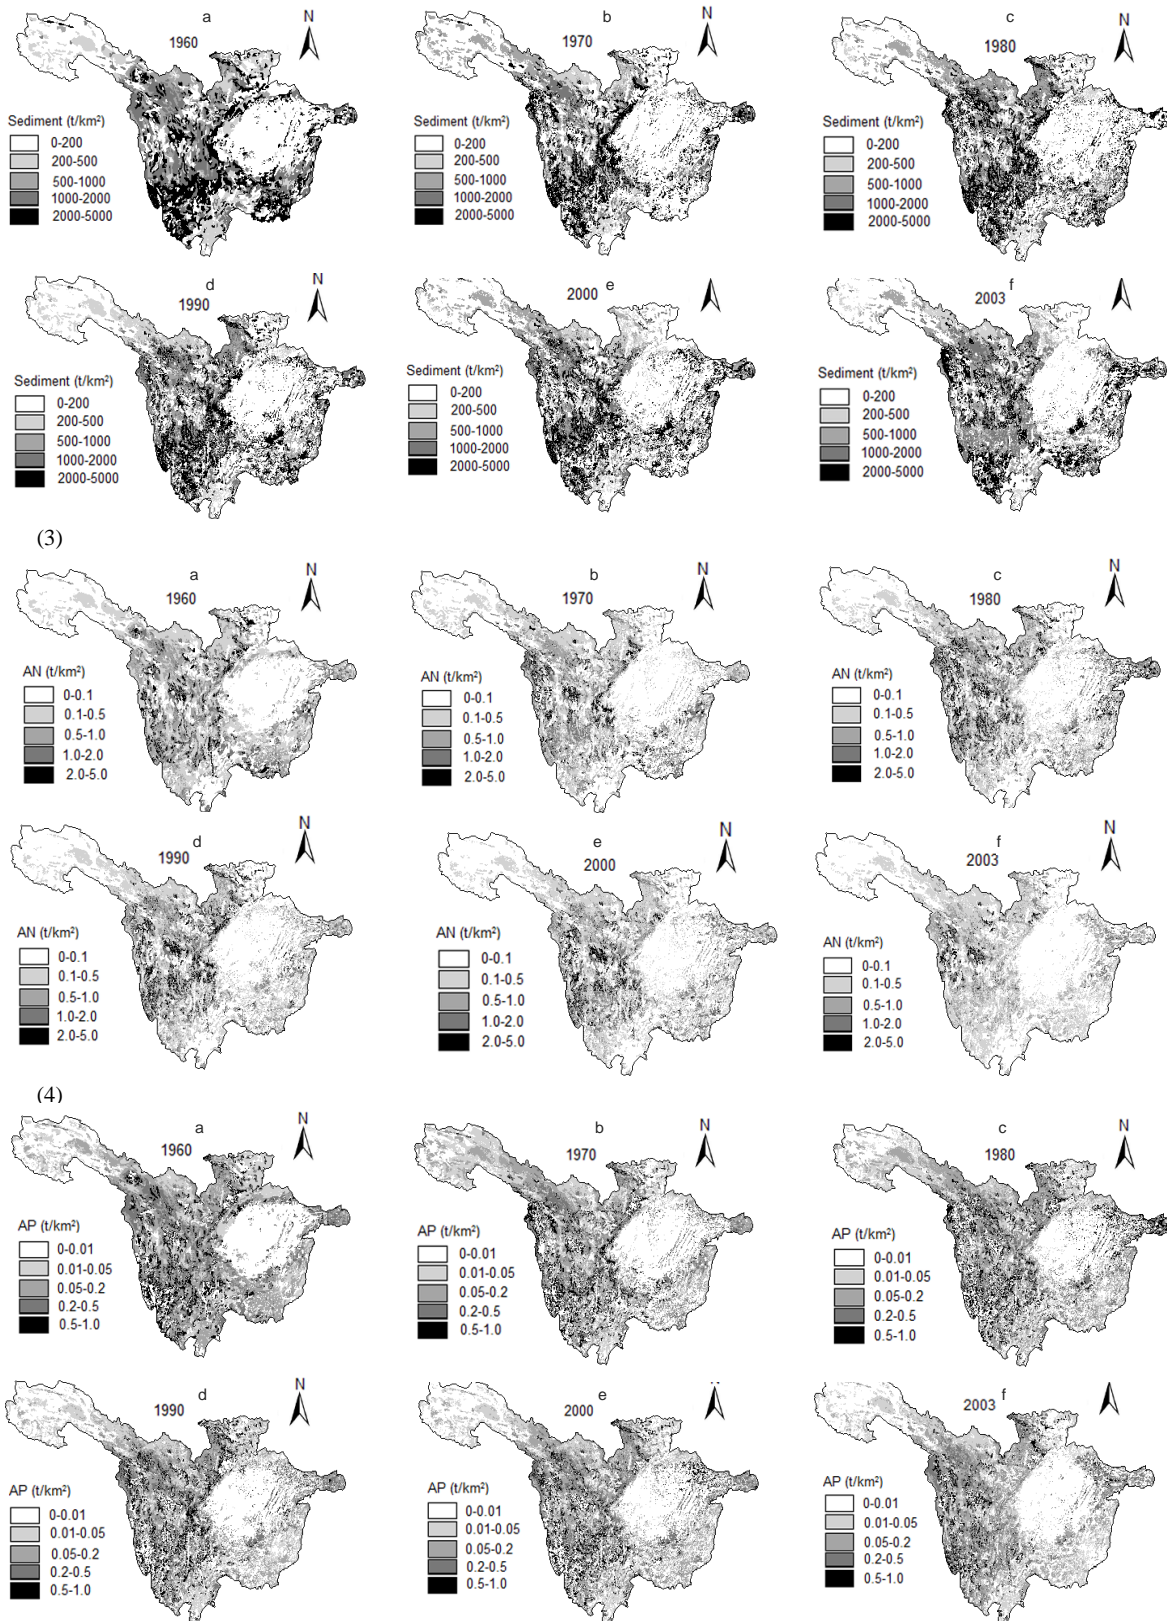 a
N
1960
Sediment (t/km²)
0-200
200-500
500-1000
1000-2000
2000-5000
b
N
1970
Sediment (t/km²)
0-200
200-500
500-1000
1000-2000
2000-5000
c
N
1980
Sediment (t/km²)
0-200
200-500
500-1000
1000-2000
2000-5000
d
N
1990
Sediment (t/km²)
0-200
200-500
500-1000
1000-2000
2000-5000
e
2000
Sediment (t/km²)
0-200
200-500
500-1000
1000-2000
2000-5000
f
2003
Sediment (t/km²)
0-200
200-500
500-1000
1000-2000
2000-5000
(3)
a
N
1960
AN (t/km²)
0-0.1
0.1-0.5
0.5-1.0
1.0-2.0
2.0-5.0
b
N
1970
AN (t/km²)
0-0.1
0.1-0.5
0.5-1.0
1.0-2.0
2.0-5.0
c
N
1980
AN (t/km²)
0-0.1
0.1-0.5
0.5-1.0
1.0-2.0
2.0-5.0
d
N
1990
AN (t/km²)
0-0.1
0.1-0.5
0.5-1.0
1.0-2.0
2.0-5.0
e
N
2000
AN (t/km²)
0-0.1
0.1-0.5
0.5-1.0
1.0-2.0
2.0-5.0
f
N
2003
AN (t/km²)
0-0.1
0.1-0.5
0.5-1.0
1.0-2.0
2.0-5.0
(4)
a
N
1960
AP (t/km²)
0-0.01
0.01-0.05
0.05-0.2
0.2-0.5
0.5-1.0
b
N
1970
AP (t/km²)
0-0.01
0.01-0.05
0.05-0.2
0.2-0.5
0.5-1.0
c
N
1980
AP (t/km²)
0-0.01
0.01-0.05
0.05-0.2
0.2-0.5
0.5-1.0
d
N
1990
AP (t/km²)
0-0.01
0.01-0.05
0.05-0.2
0.2-0.5
0.5-1.0
e
N
2000
AP (t/km²)
0-0.01
0.01-0.05
0.05-0.2
0.2-0.5
0.5-1.0
f
2003
AP (t/km²)
0-0.01
0.01-0.05
0.05-0.2
0.2-0.5
0.5-1.0